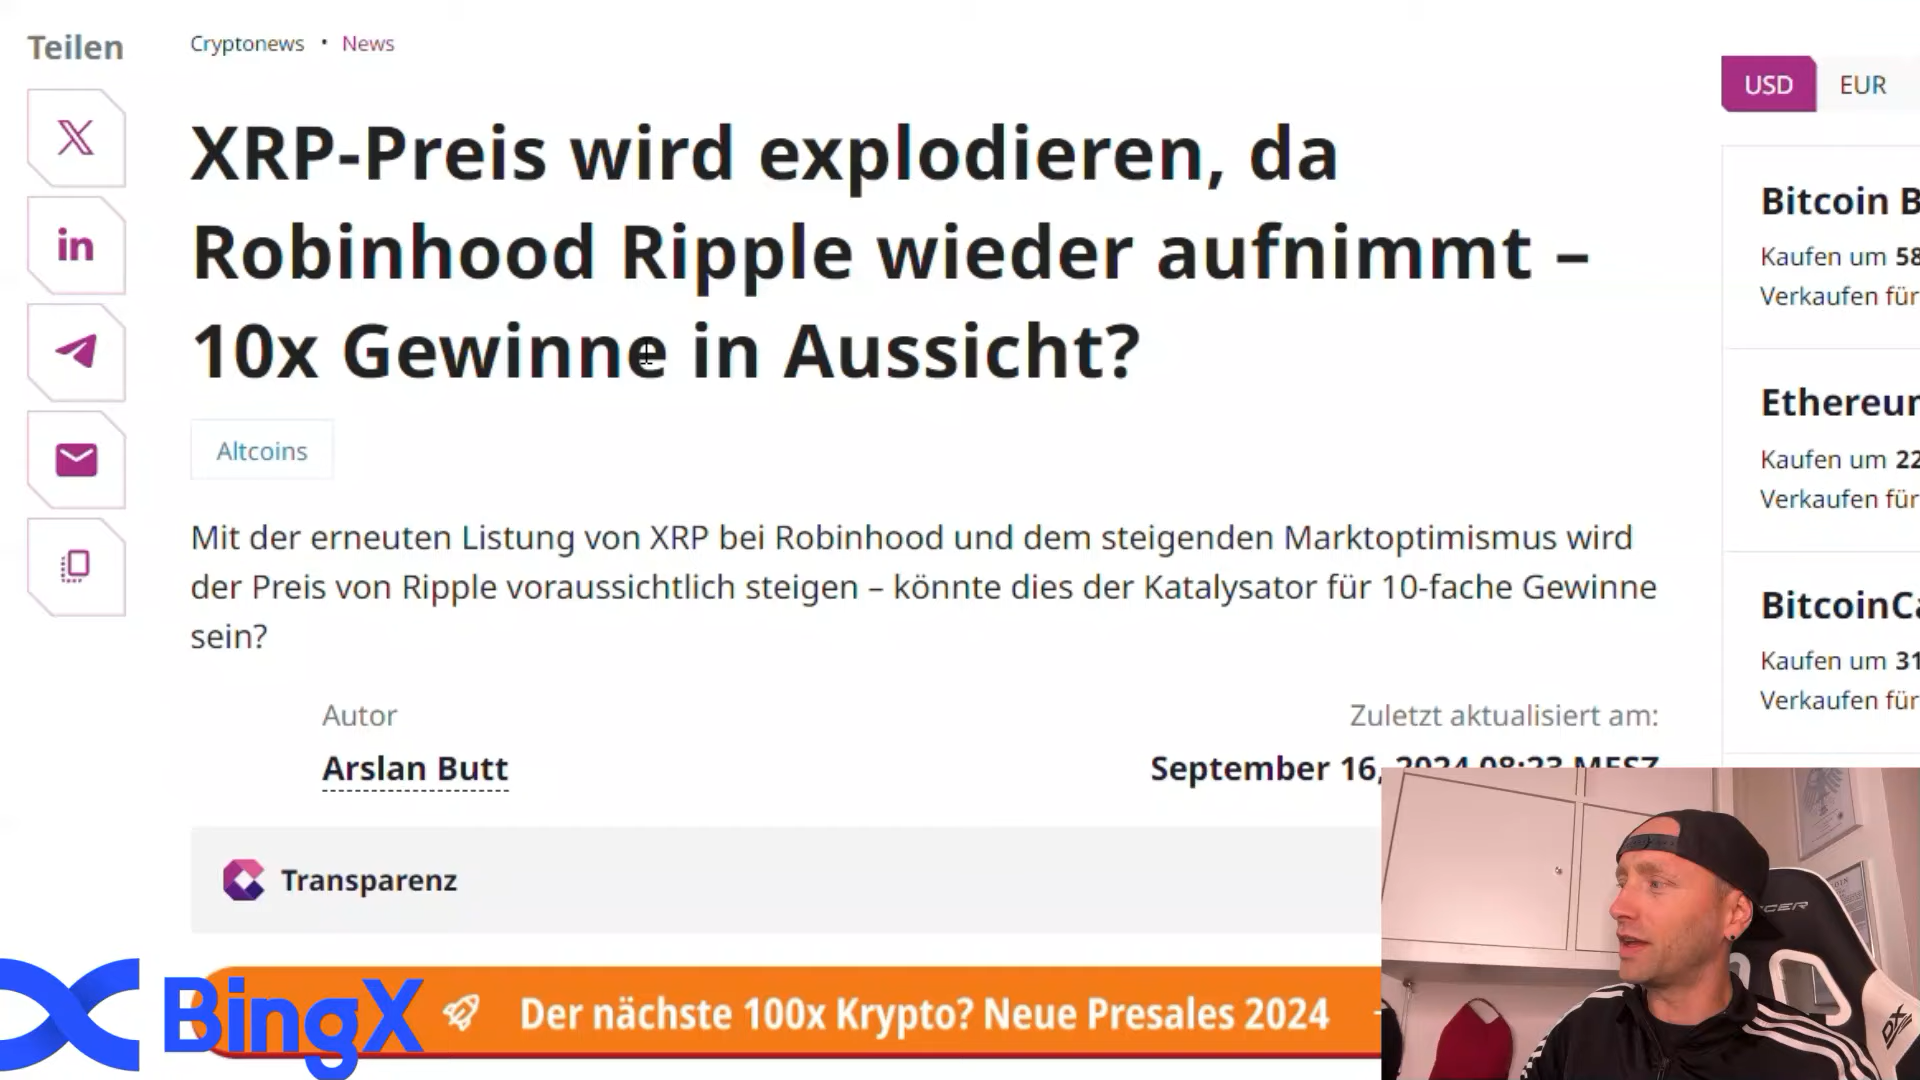 Teilen
Cryptonews • News
USD EUR
XRP-Preis wird explodieren, da
Robinhood Ripple wieder aufnimmt –
10x Gewinne in Aussicht?
Altcoins
Mit der erneuten Listung von XRP bei Robinhood und dem steigenden Marktoptimismus wird
der Preis von Ripple voraussichtlich steigen – könnte dies der Katalysator für 10-fache Gewinne
sein?
Autor
Arslan Butt
Zuletzt aktualisiert am:
September 16, 2024 08:23 MESZ
Transparenz
BingX
Der nächste 100x Krypto? Neue Presales 2024
Bitcoin B
Kaufen um 58
Verkaufen für
Ethereu
Kaufen um 22
Verkaufen für
BitcoinCa
Kaufen um 31
Verkaufen für
in